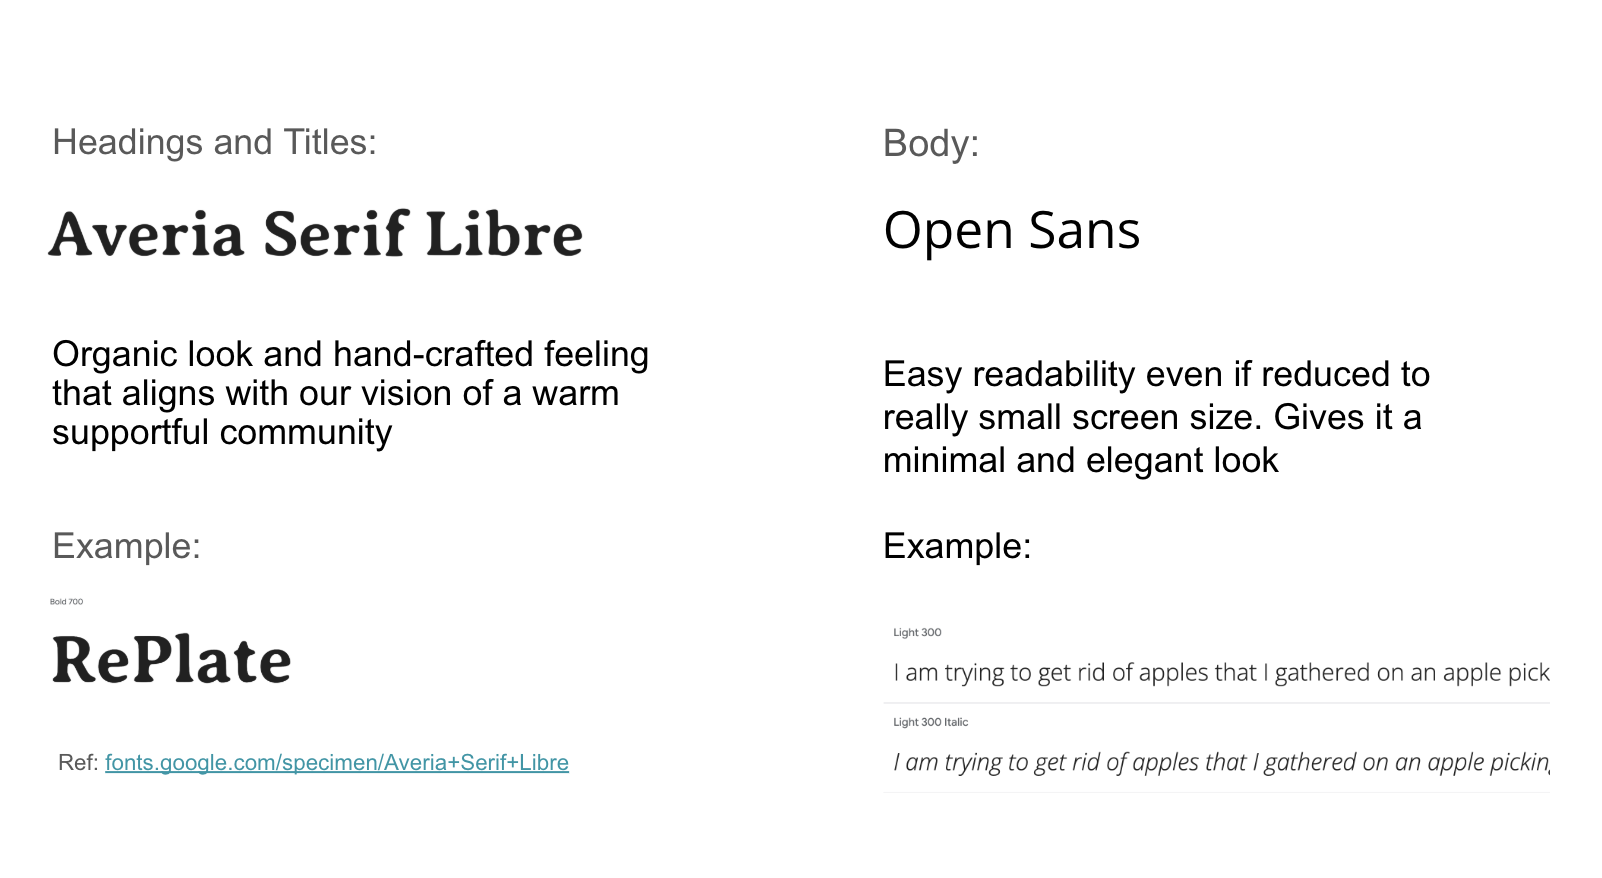 Headings and Titles:
Averia Serif Libre
Organic look and hand-crafted feeling
that aligns with our vision of a warm
supportful community
Example:
Bold 700
RePlate
Ref: fonts.google.com/specimen/Averia+Serif+Libre
Body:
Open Sans
Easy readability even if reduced to
really small screen size. Gives it a
minimal and elegant look
Example:
Light 300
I am trying to get rid of apples that I gathered on an apple pick
Light 300 Italic
I am trying to get rid of apples that I gathered on an apple picking